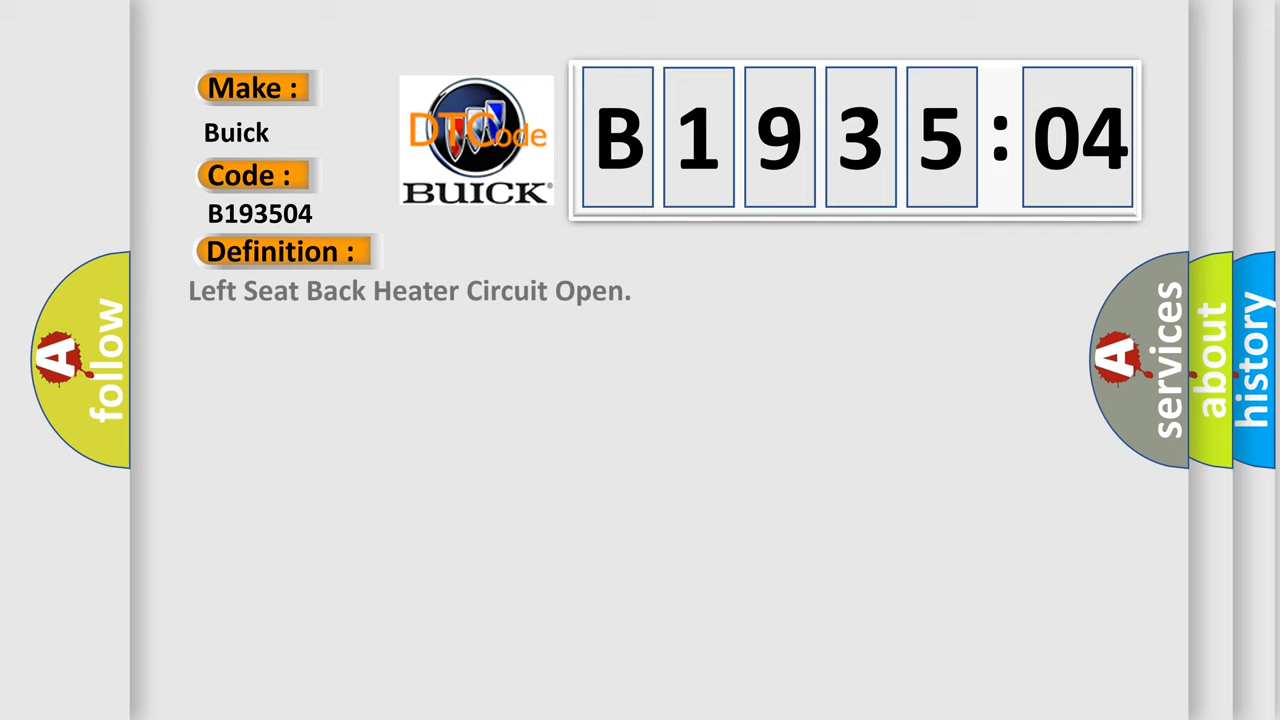 Make :
Buick
Code :
B193504
Definition :
Left Seat Back Heater Circuit Open.
DTCode
BUICK®
B 1 9 3 5 : 04
A follow
A services
about
history